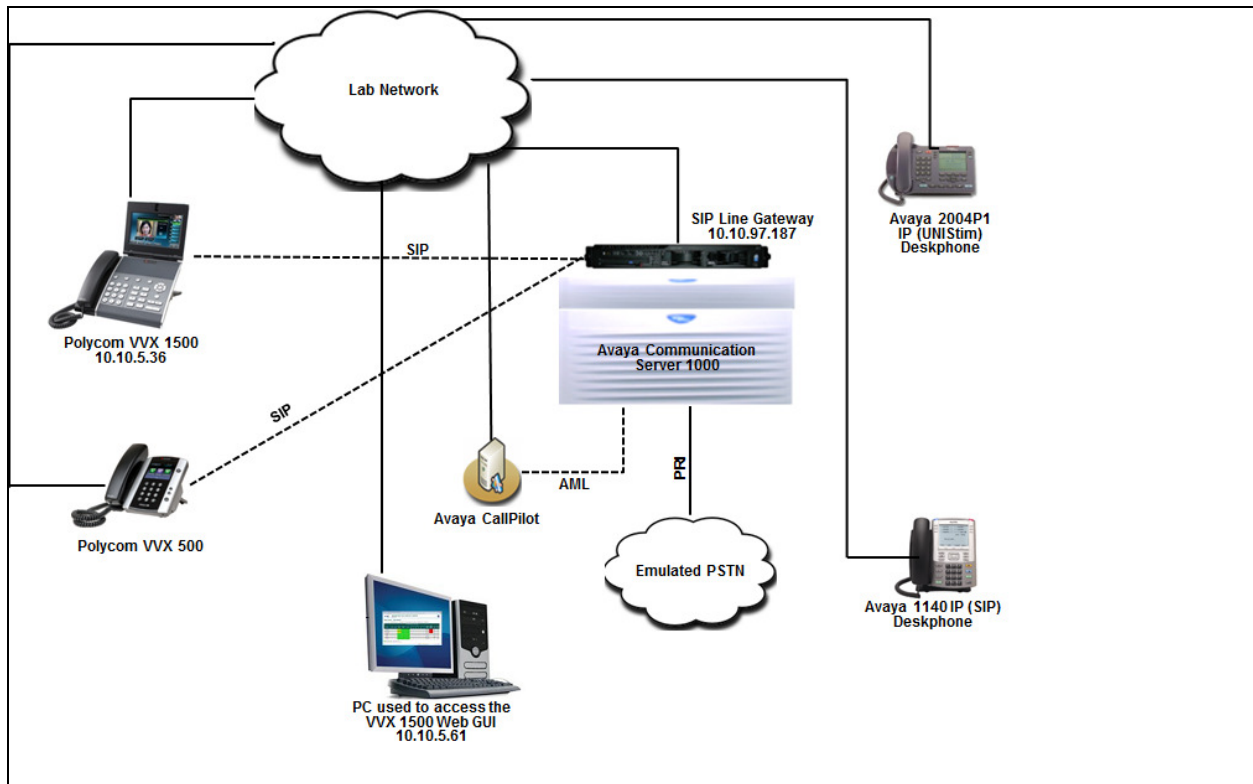 Lab Network
SIP Line Gateway
10.10.97.187
Avaya 2004P1
IP (UNIStim)
Deskphone
SIP
Polycom VVX 1500
10.10.5.36
Avaya Communication
Server 1000
SIP
PRI
AML
Avaya CallPilot
Polycom VVX 500
Emulated PSTN
Avaya 1140 IP (SIP)
Deskphone
PC used to access the
VVX 1500 Web GUI
10.10.5.61